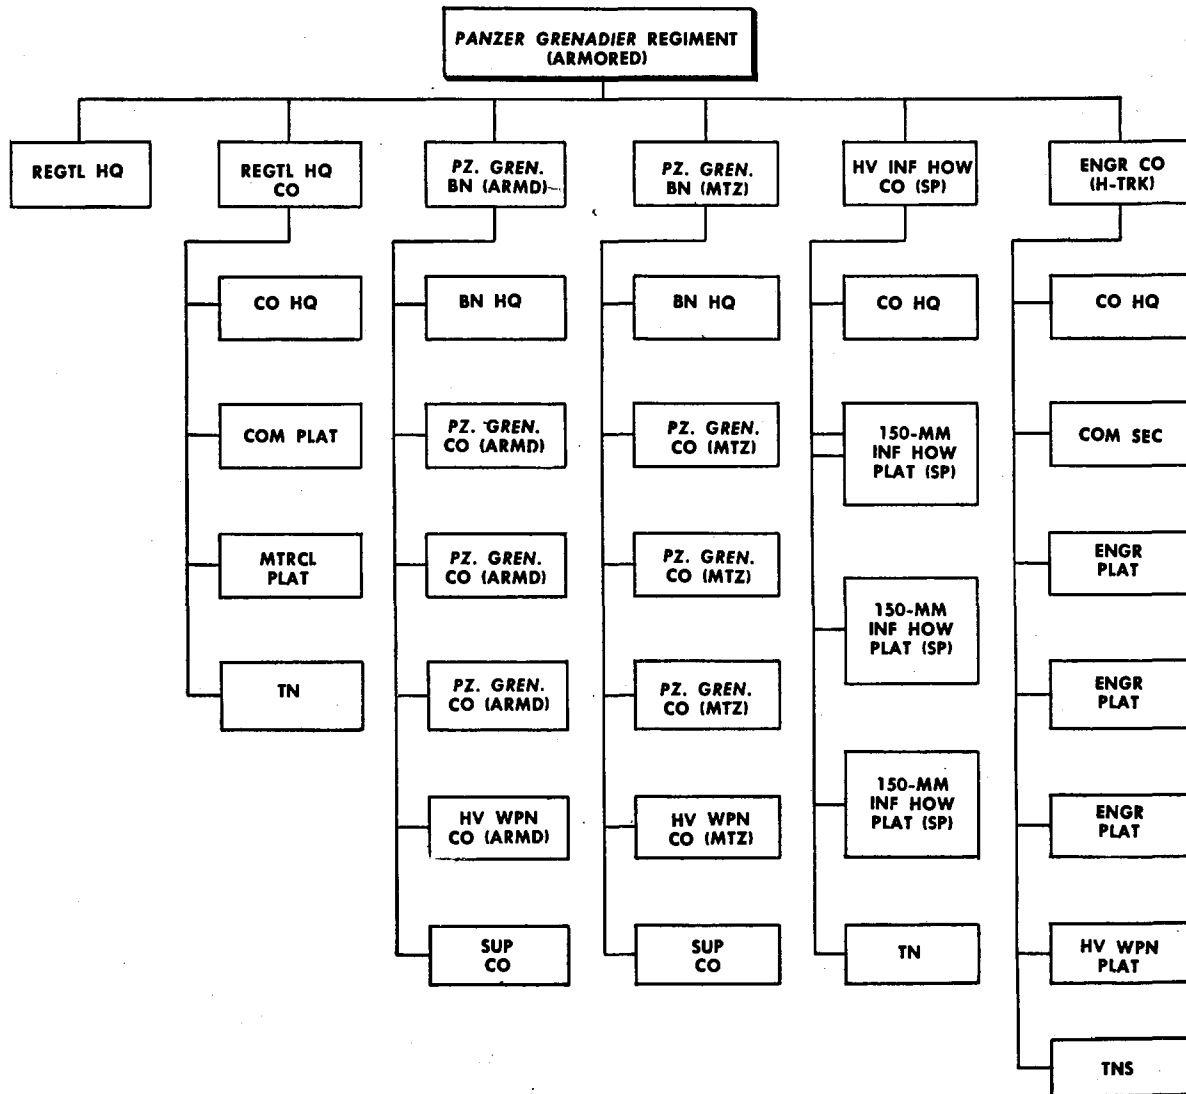 PANZER GRENADIER REGIMENT
(ARMORED)
REGTL HQ
REGTL HQ
CO
PZ. GREN.
BN (ARMD)
PZ. GREN.
BN (MTZ)
HV INF HOW
CO (SP)
ENGR CO
(H-TRK)
CO HQ
COM PLAT
MTRCL
PLAT
TN
BN HQ
PZ. GREN.
CO (ARMD)
PZ. GREN.
CO (ARMD)
PZ. GREN.
CO (ARMD)
HV WPN
CO (ARMD)
SUP
CO
BN HQ
PZ. GREN.
CO (MTZ)
PZ. GREN.
CO (MTZ)
PZ. GREN.
CO (MTZ)
HV WPN
CO (MTZ)
SUP
CO
CO HQ
150-MM
INF HOW
PLAT (SP)
150-MM
INF HOW
PLAT (SP)
150-MM
INF HOW
PLAT (SP)
TN
CO HQ
COM SEC
ENGR
PLAT
ENGR
PLAT
ENGR
PLAT
HV WPN
PLAT
TNS